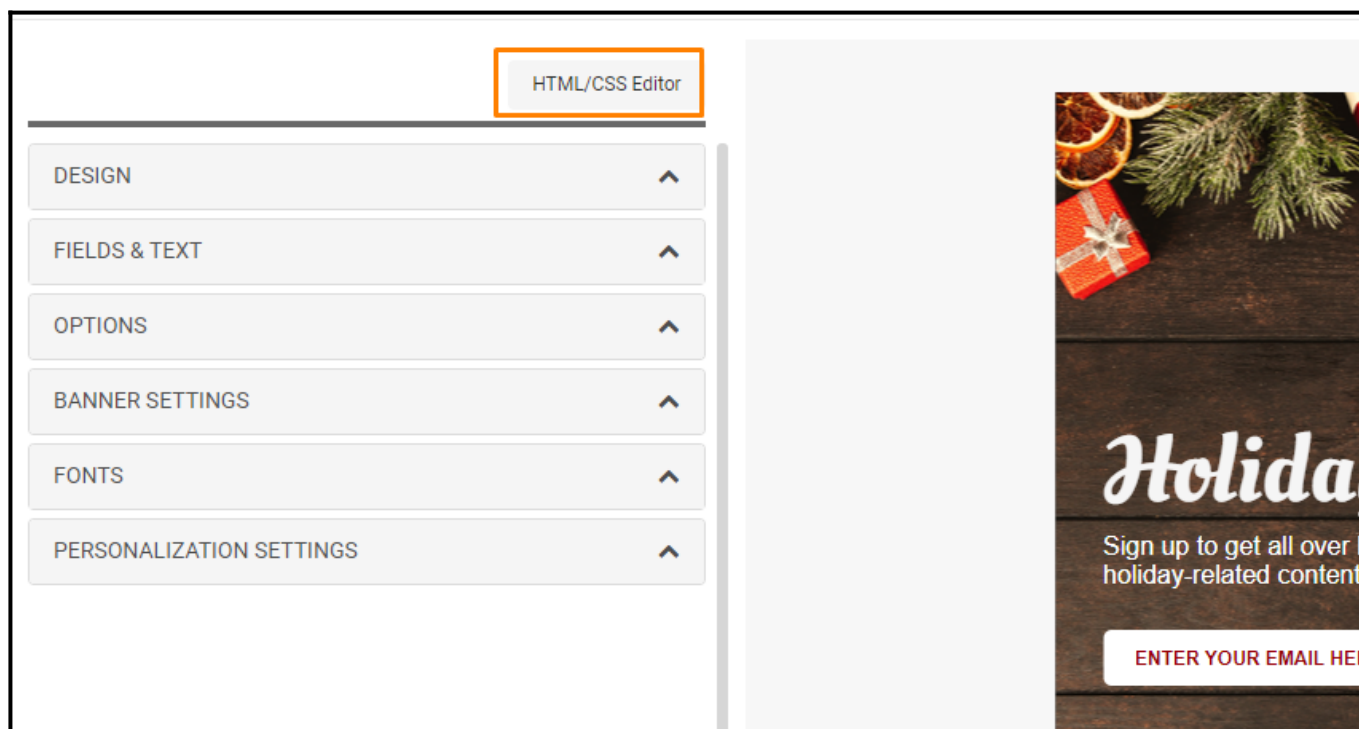 HTML/CSS Editor
DESIGN
FIELDS & TEXT
OPTIONS
BANNER SETTINGS
FONTS
PERSONALIZATION SETTINGS
Sign up to get all over
holiday-related content
ENTER YOUR EMAIL